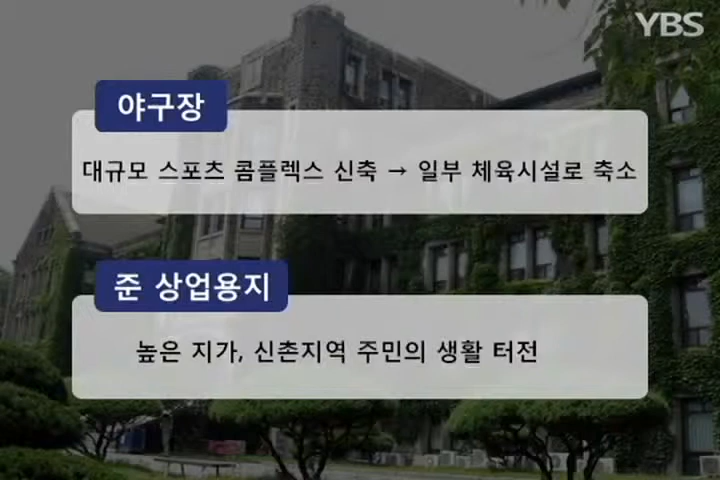 YBS
야구장
대규모 스포츠 콤플렉스 신축 → 일부 체육시설로 축소
준 상업용지
높은 지가, 신촌지역 주민의 생활 터전